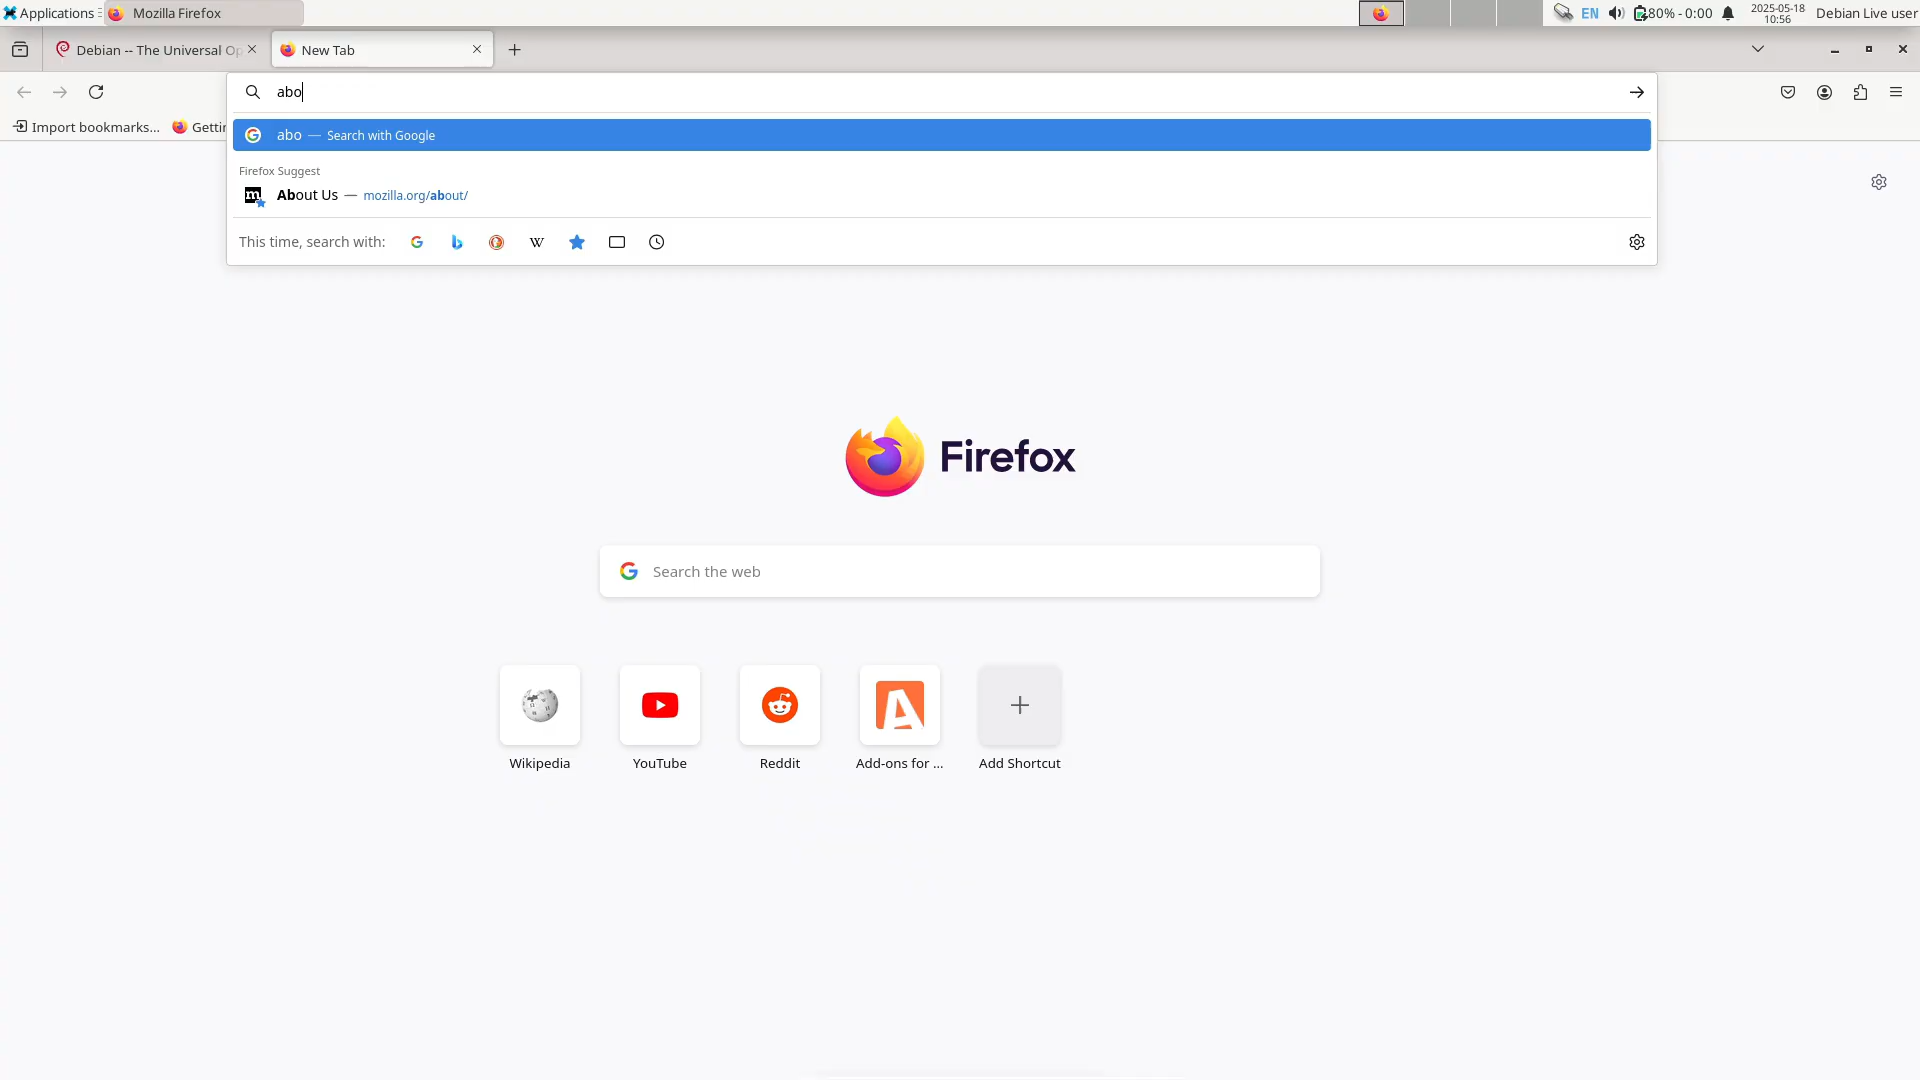 Applications
Mozilla Firefox
EN
80% - 0:00
2025-05-18
10:56
Debian Live user
Debian -- The Universal Op
New Tab
abo
Import bookmarks...
Gettin
abo — Search with Google
Firefox Suggest
About Us — mozilla.org/about/
This time, search with:
Firefox
Search the web
Wikipedia
YouTube
Reddit
Add-ons for ...
Add Shortcut